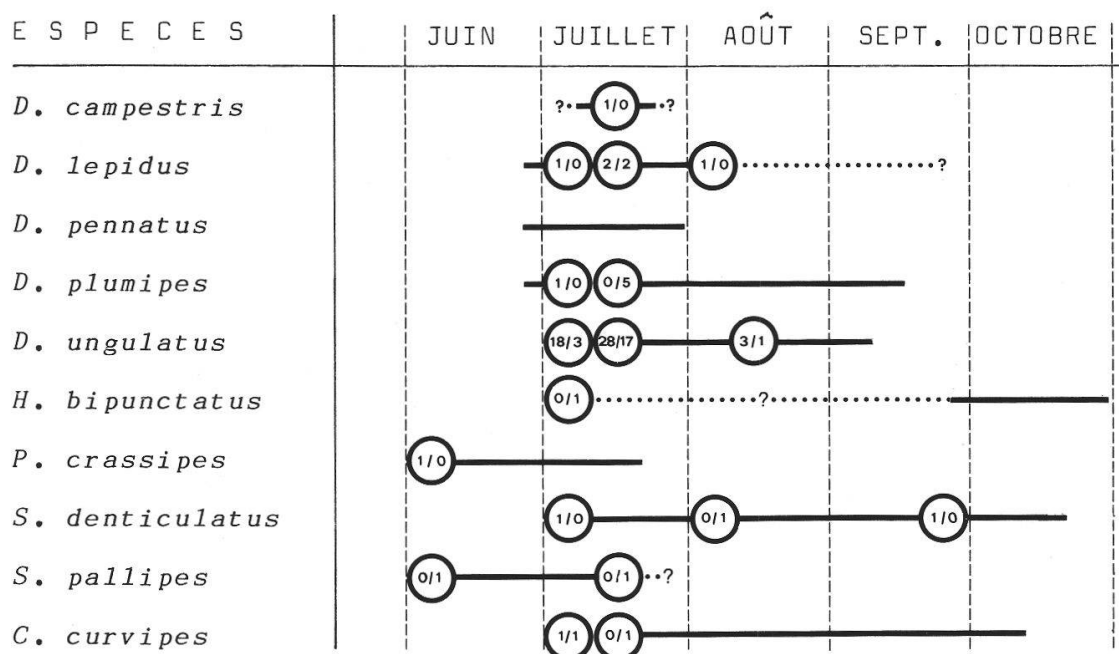 E S P E C E S JUIN JUILLET AOÛT SEPT. OCTOBRE
D. campestris ?. 1/0 .?
D. lepidus 1/0 2/2 1/0 ?
D. pennatus
D. plumipes 1/0 0/5
D. ungulatus 18/3 28/17 3/1
H. bipunctatus 0/1 ?
P. crassipes 1/0
S. denticulatus 1/0 0/1 1/0
S. pallipes 0/1 0/1 ..?
C. curvipes 1/1 0/1